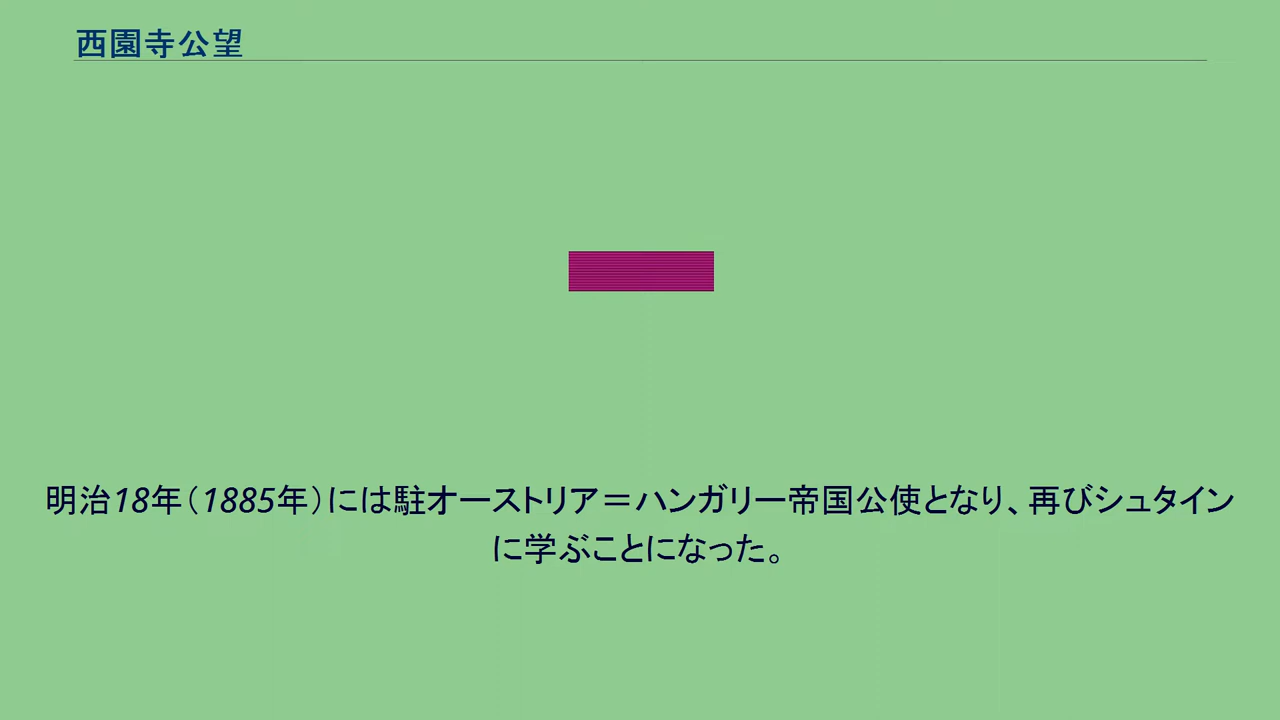 西園寺公望
明治18年（1885年）には駐オーストリア＝ハンガリー帝国公使となり、再びシュタイン
に学ぶことになった。